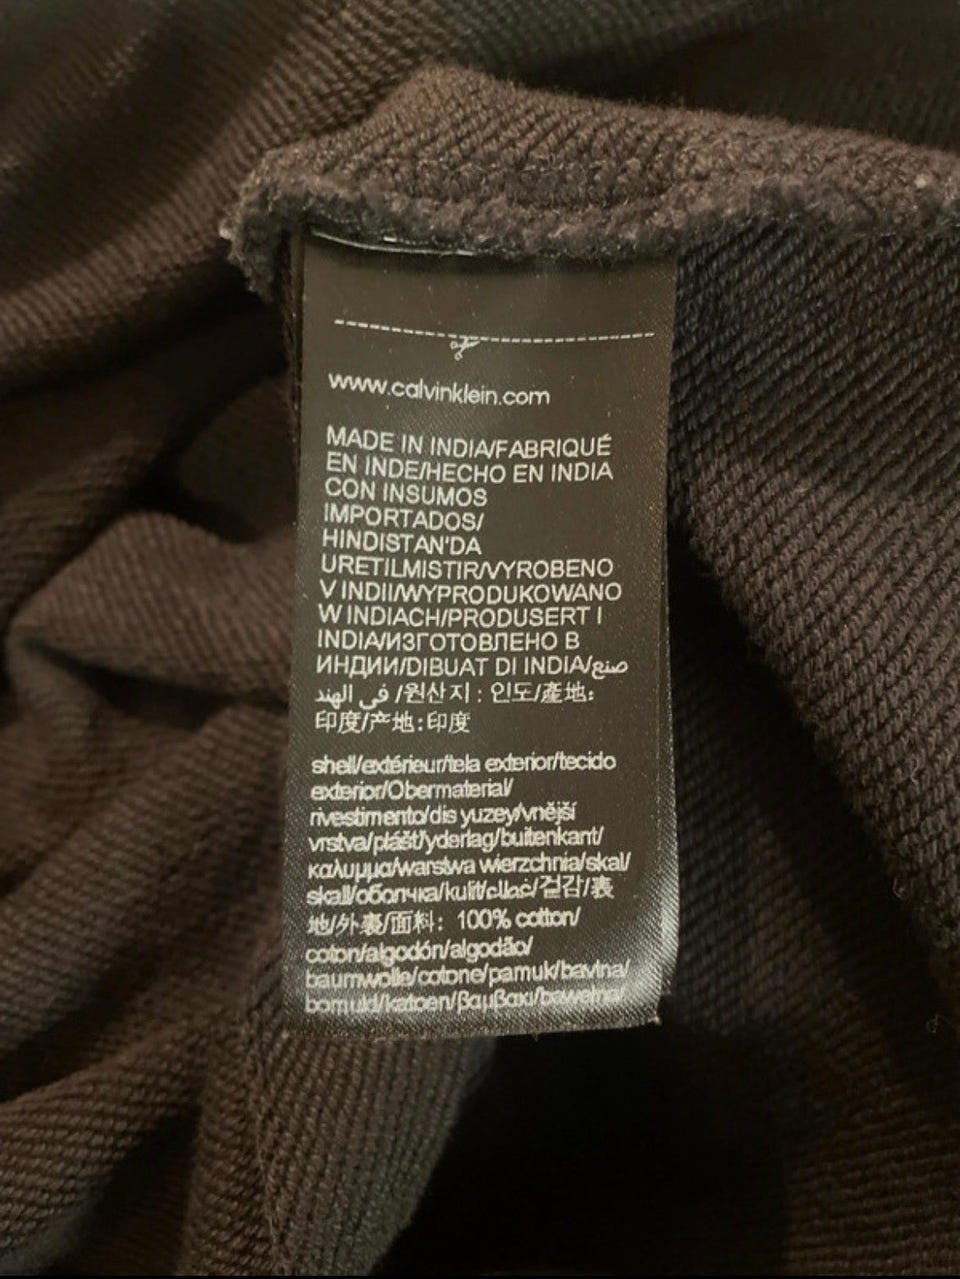 www.calvinklein.com
MADE IN INDIA/FABRIQUÉ
EN INDE/HECHO EN INDIA
CON INSUMOS
IMPORTADOS/
HINDISTAN'DA
URETILMISTIR/VYROBENO
V INDII/WYPRODUKOWANO
W INDIACH/PRODUSERT I
INDIA/ИЗГОТОВЛЕНО В
ИНДИИ/DIBUAT DI INDIA/صنع
في الهند /원산지 : 인도/產地:
印度/产地:印度
shell/extérieur/tela exterior/tecido
exterior/Obermaterial/
rivestimento/dis yuzey/vnější
vrstva/plášť/yderlag/buitenkant/
καλυμμα/warstwa wierzchnia/skal/
skall/оболчка/kulit/غطاء/겉감/表
地/外裏/面料: 100% cotton/
coton/algodón/algodão/
baumwolle/cotone/pamuk/bavlna/
bomuld/katoen/βαμβακι/bawełna/